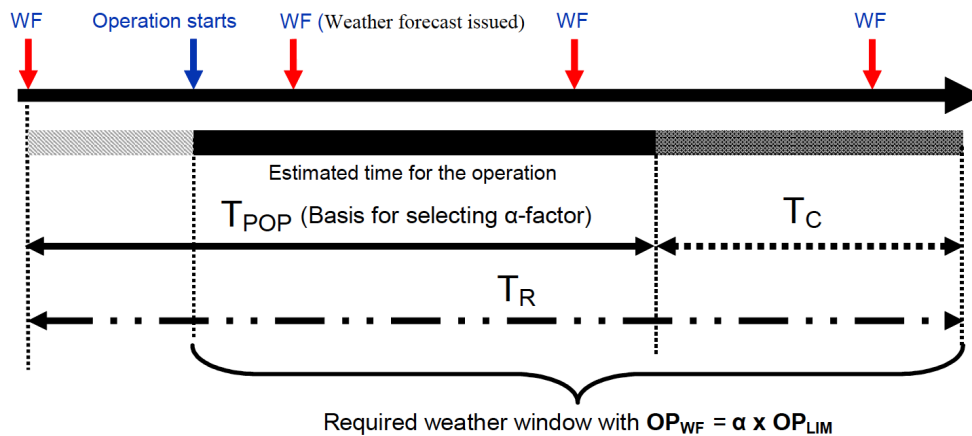 WF Operation starts WF (Weather forecast issued) WF WF
Estimated time for the operation
TPOP (Basis for selecting α-factor) TC
TR
Required weather window with OPWF = α x OPLIM